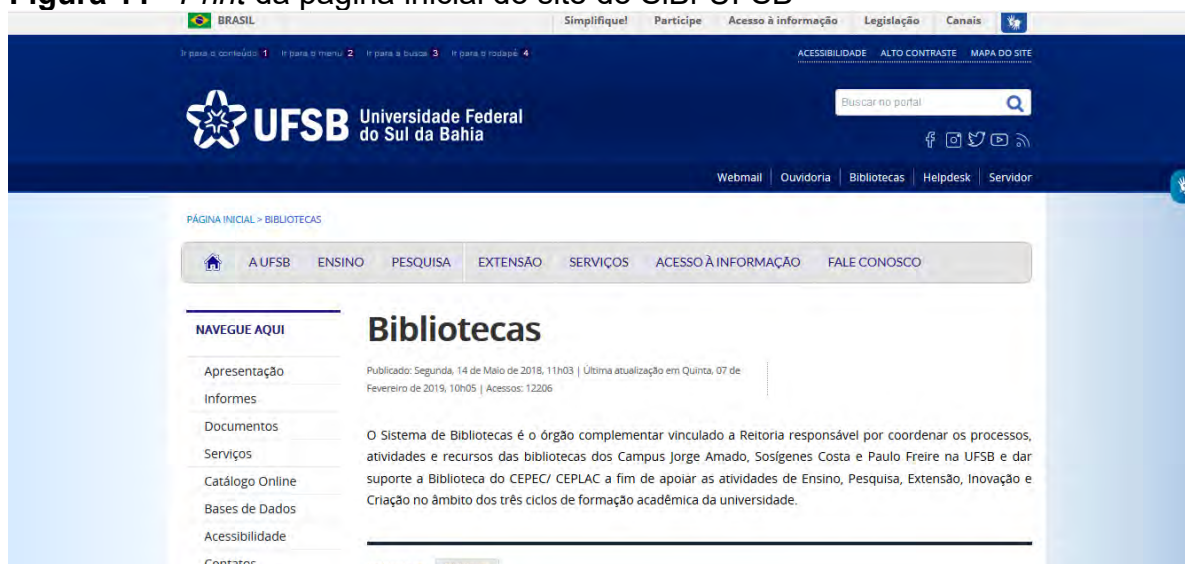 Figura 11 - Print da página inicial do site do SIBI-UFSB
BRASIL Simplifique! Participe Acesso à informação Legislação Canais
Ir para o conteúdo 1 Ir para o menu 2 Ir para a busca 3 Ir para o rodapé 4 ACESSIBILIDADE ALTO CONTRASTE MAPA DO SITE
Buscar no portal
UFSB Universidade Federal
do Sul da Bahia
Webmail Ouvidoria Bibliotecas Helpdesk Servidor
PÁGINA INICIAL > BIBLIOTECAS
A UFSB ENSINO PESQUISA EXTENSÃO SERVIÇOS ACESSO À INFORMAÇÃO FALE CONOSCO
NAVEGUE AQUI
Apresentação
Informes
Documentos
Serviços
Catálogo Online
Bases de Dados
Acessibilidade
Contatos
Bibliotecas
Publicado: Segunda, 14 de Maio de 2018, 11h03 | Última atualização em Quinta, 07 de
Fevereiro de 2019, 10h05 | Acessos: 12206
O Sistema de Bibliotecas é o órgão complementar vinculado a Reitoria responsável por coordenar os processos,
atividades e recursos das bibliotecas dos Campus Jorge Amado, Sosígenes Costa e Paulo Freire na UFSB e dar
suporte a Biblioteca do CEPEC/ CEPLAC a fim de apoiar as atividades de Ensino, Pesquisa, Extensão, Inovação e
Criação no âmbito dos três ciclos de formação acadêmica da universidade.